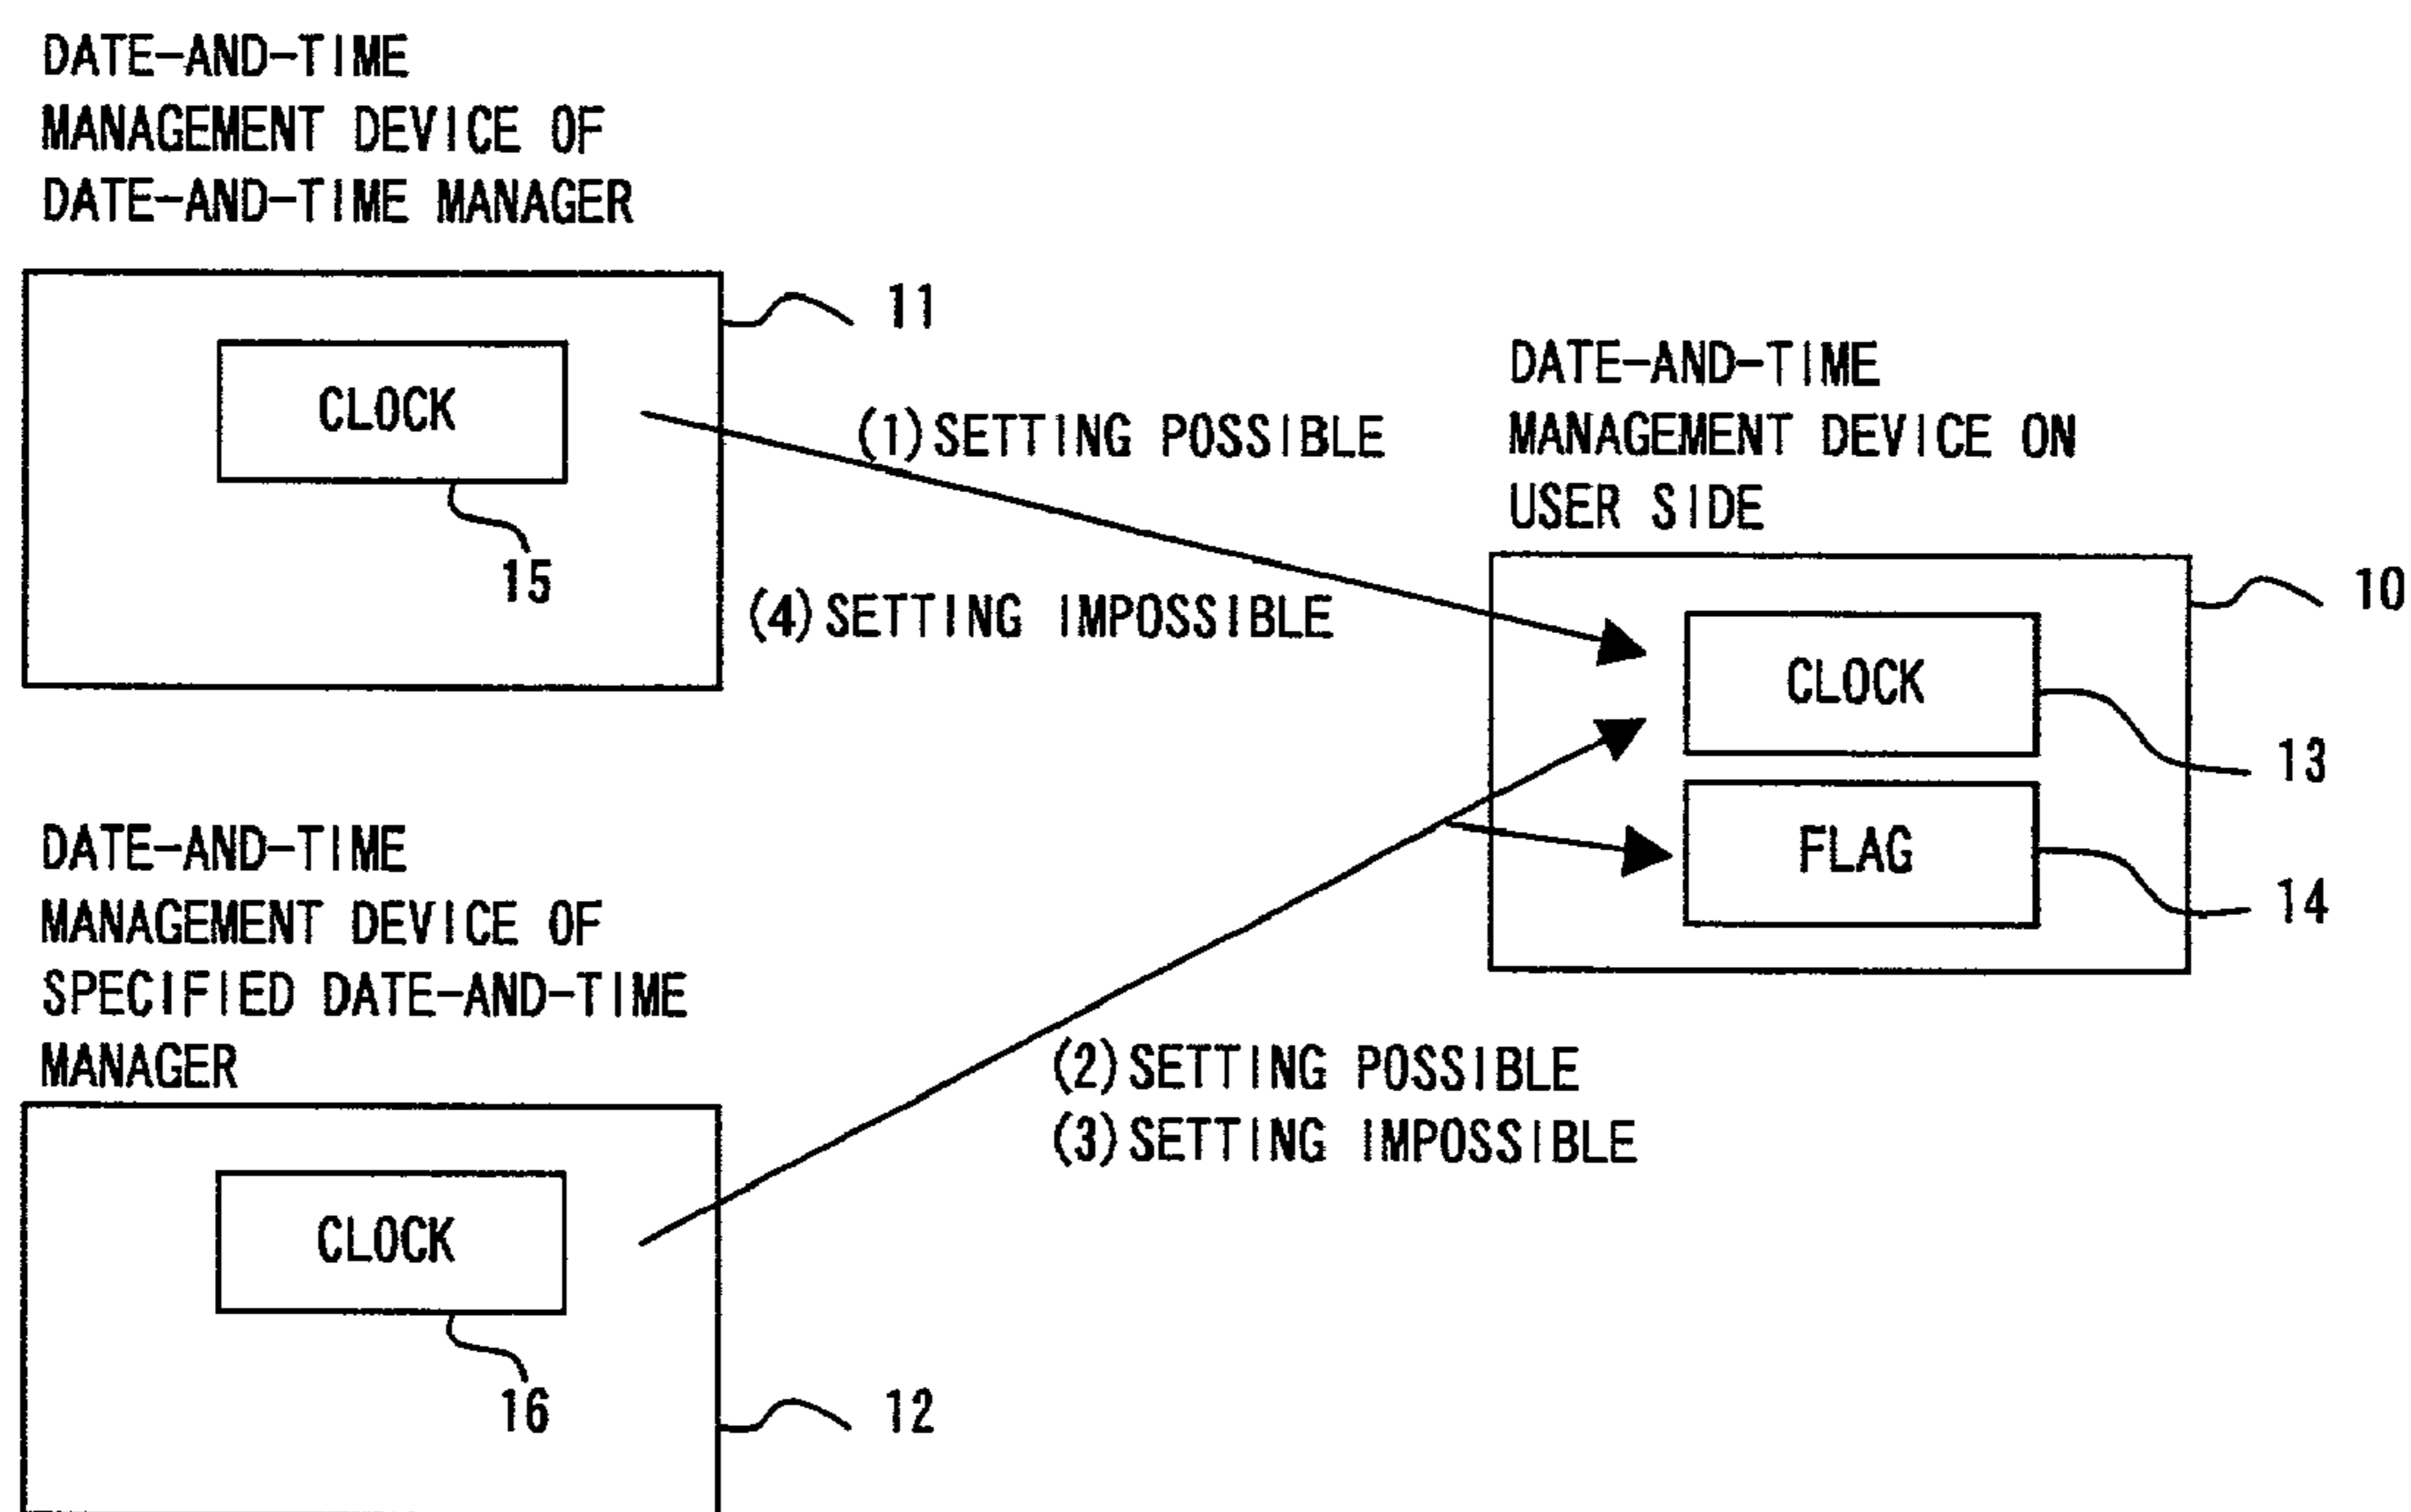 DATE-AND-TIME
MANAGEMENT DEVICE OF
DATE-AND-TIME MANAGER
11
CLOCK
15
(1)SETTING POSSIBLE
(4)SETTING IMPOSSIBLE
DATE-AND-TIME
MANAGEMENT DEVICE ON
USER SIDE
10
CLOCK
13
FLAG
14
DATE-AND-TIME
MANAGEMENT DEVICE OF
SPECIFIED DATE-AND-TIME
MANAGER
(2)SETTING POSSIBLE
(3)SETTING IMPOSSIBLE
CLOCK
16
12